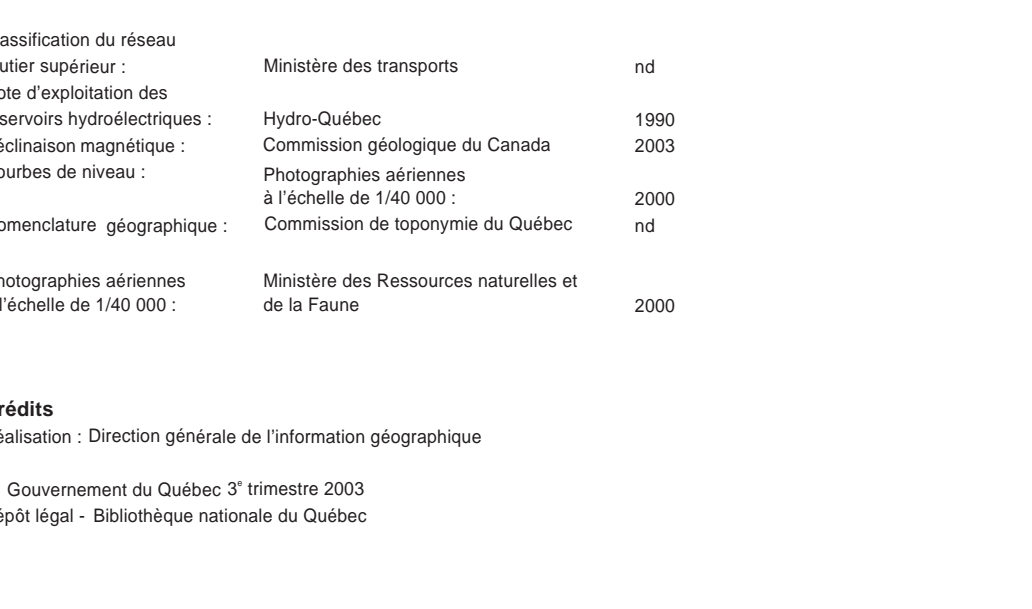 assification du réseau
utier supérieur : Ministère des transports nd
ote d'exploitation des
servoirs hydroélectriques : Hydro-Québec 1990
éclinaison magnétique : Commission géologique du Canada 2003
ourbes de niveau : Photographies aériennes
à l'échelle de 1/40 000 : 2000
omenclature géographique : Commission de toponymie du Québec nd
hotographies aériennes Ministère des Ressources naturelles et
l'échelle de 1/40 000 : de la Faune 2000
rédits
éalisation : Direction générale de l'information géographique
Gouvernement du Québec 3e trimestre 2003
épôt légal - Bibliothèque nationale du Québec